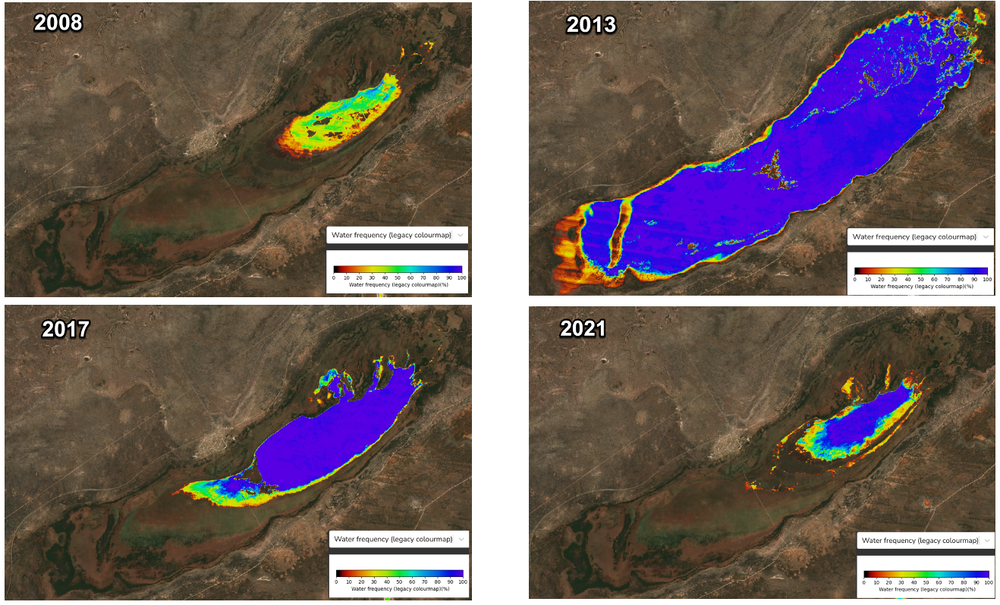 2008
Water frequency (legacy colourmap)
0 10 20 30 40 50 60 70 80 90 100
Water frequency (legacy colourmap)(%)
2013
Water frequency (legacy colourmap)
0 10 20 30 40 50 60 70 80 90 100
Water frequency (legacy colourmap)(%)
2017
Water frequency (legacy colourmap)
0 10 20 30 40 50 60 70 80 90 100
Water frequency (legacy colourmap)(%)
2021
Water frequency (legacy colourmap)
0 10 20 30 40 50 60 70 80 90 100
Water frequency (legacy colourmap)(%)